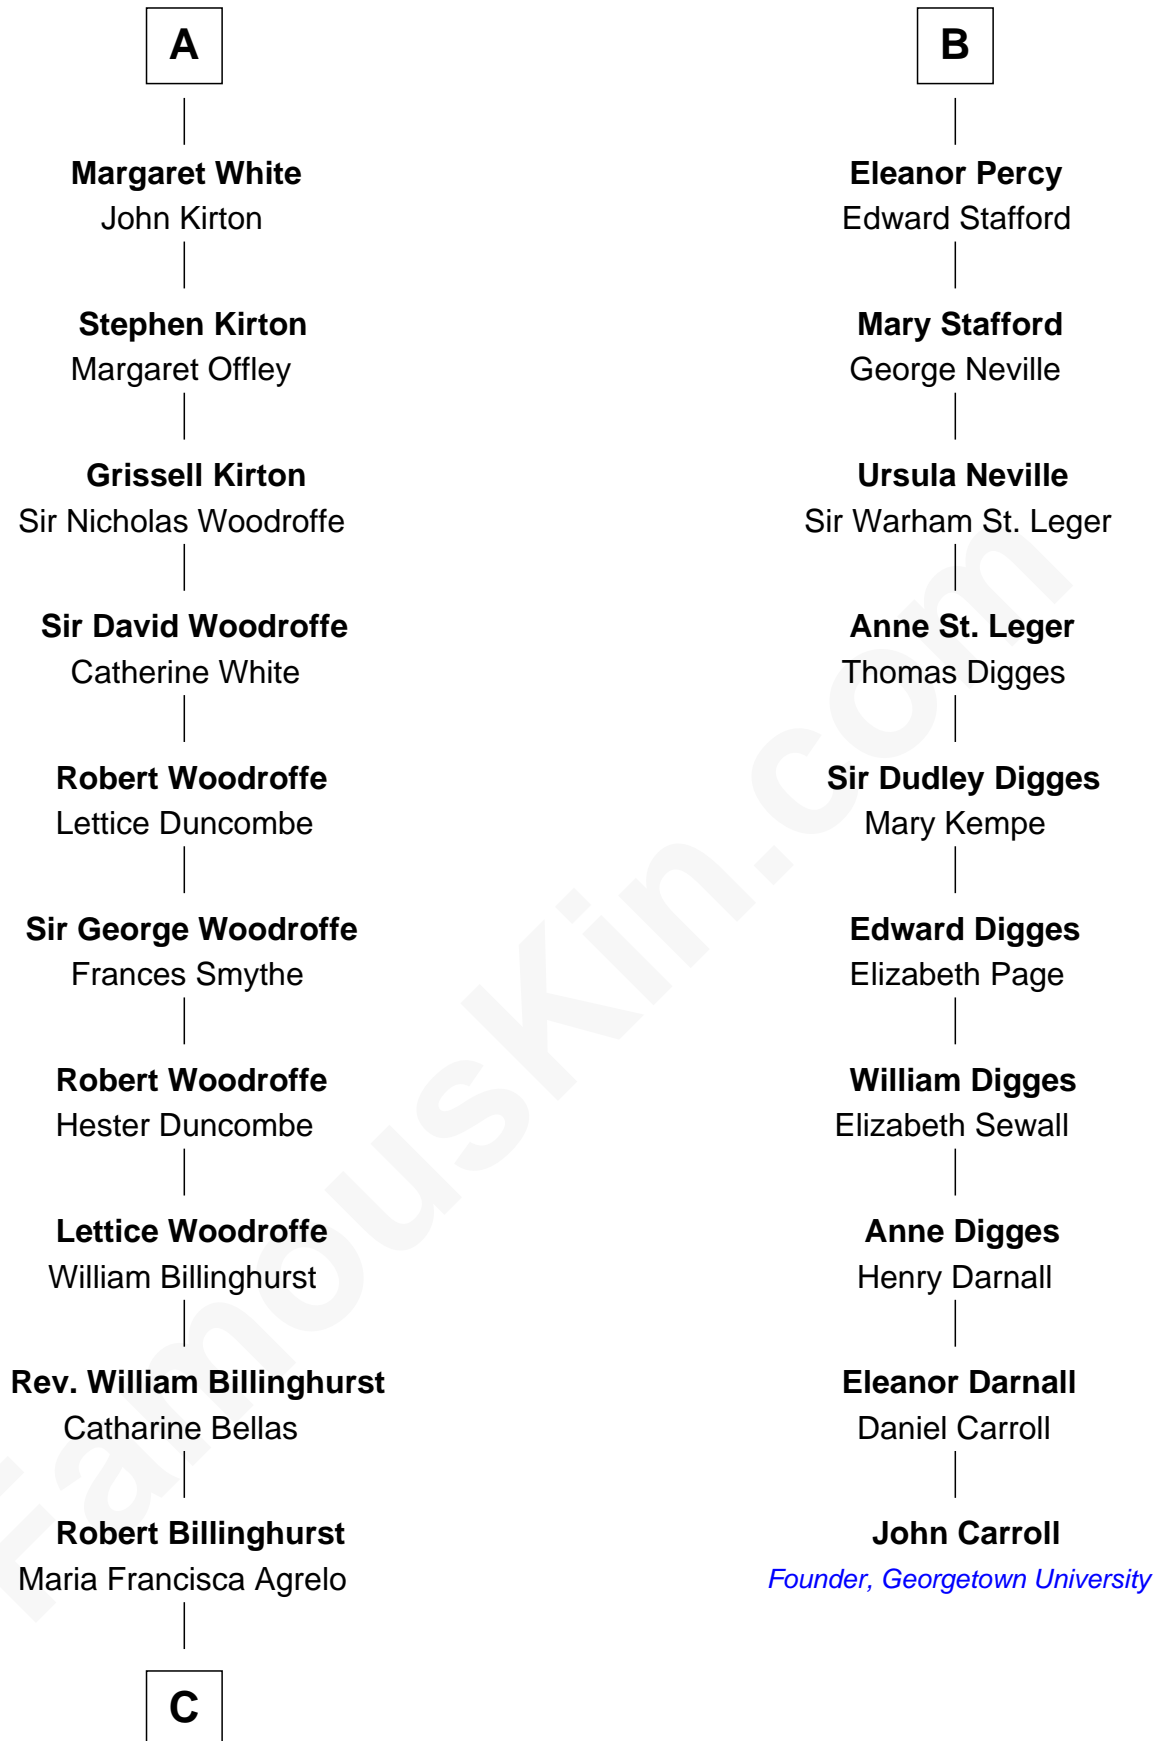 A
Margaret White
John Kirton
Stephen Kirton
Margaret Offley
Grissell Kirton
Sir Nicholas Woodroffe
Sir David Woodroffe
Catherine White
Robert Woodroffe
Lettice Duncombe
Sir George Woodroffe
Frances Smythe
Robert Woodroffe
Hester Duncombe
Lettice Woodroffe
William Billinghurst
Rev. William Billinghurst
Catharine Bellas
Robert Billinghurst
Maria Francisca Agrelo
C
B
Eleanor Percy
Edward Stafford
Mary Stafford
George Neville
Ursula Neville
Sir Warham St. Leger
Anne St. Leger
Thomas Digges
Sir Dudley Digges
Mary Kempe
Edward Digges
Elizabeth Page
William Digges
Elizabeth Sewall
Anne Digges
Henry Darnall
Eleanor Darnall
Daniel Carroll
John Carroll
Founder, Georgetown University
FamousKin.com